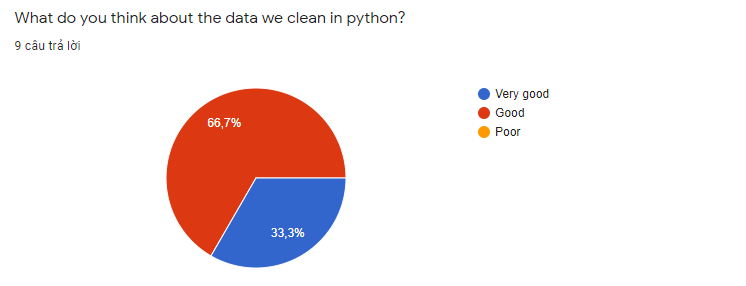 What do you think about the data we clean in python?
9 câu trả lời
66,7%
33,3%
Very good
Good
Poor